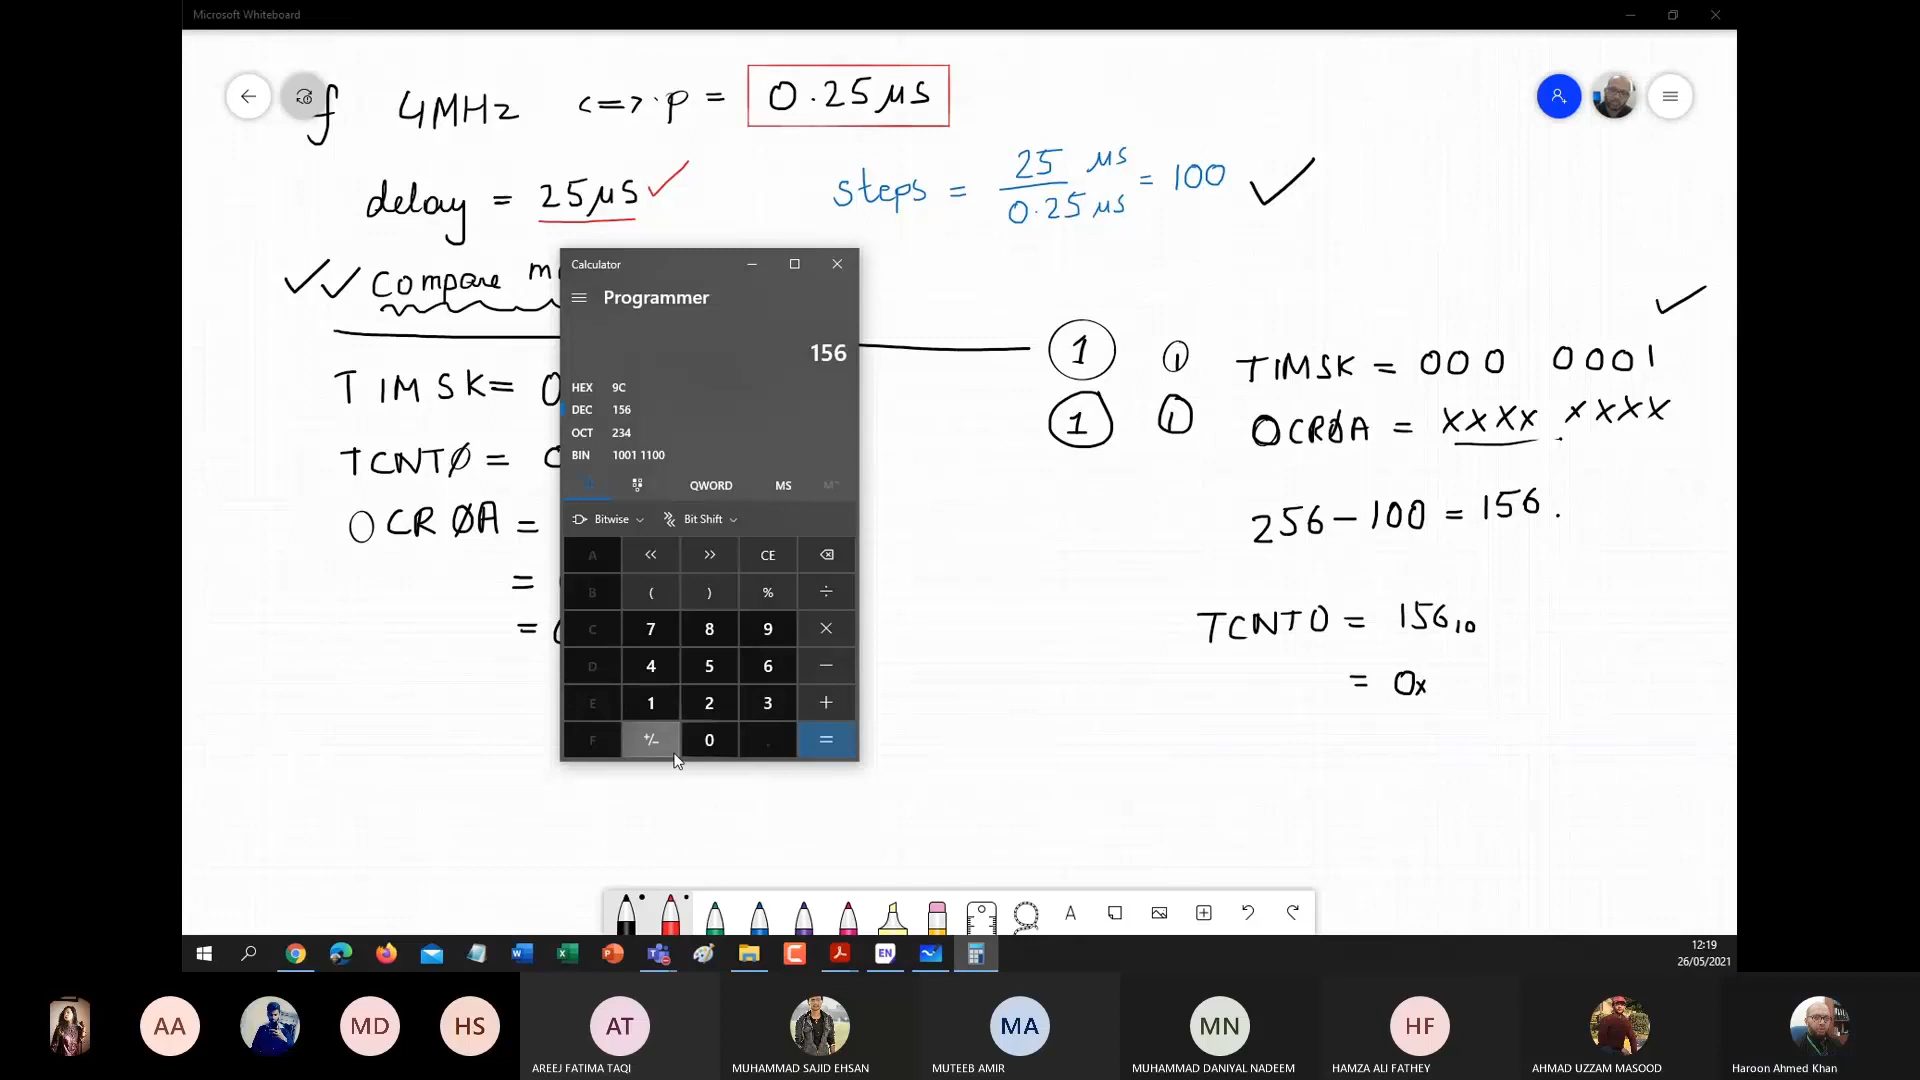 Microsoft Whiteboard
f 4MHz <=> p = 0.25 µs
delay = 25 µs
steps = 25 µs / 0.25 µs = 100
Compare m
TIMSK = 0
TCNTØ =
OCRØA =
=
=
Calculator
Programmer
156
HEX 9C
DEC 156
OCT 234
BIN 1001 1100
QWORD MS
Bitwise Bit Shift
A << >> CE
B ( ) % ÷
C 7 8 9 ×
D 4 5 6 −
E 1 2 3 +
F +/− 0 . =
1 1 TIMSK = 000 0001
1 1 OCRØA = XXXX XXXX
256 − 100 = 156.
TCNT0 = 156₁₀
= 0x
A
EN
12:19
26/05/2021
AA
MD
HS
AT
MA
MN
HF
AREEJ FATIMA TAQI
MUHAMMAD SAJID EHSAN
MUTEEB AMIR
MUHAMMAD DANIYAL NADEEM
HAMZA ALI FATHEY
AHMAD UZZAM MASOOD
Haroon Ahmed Khan